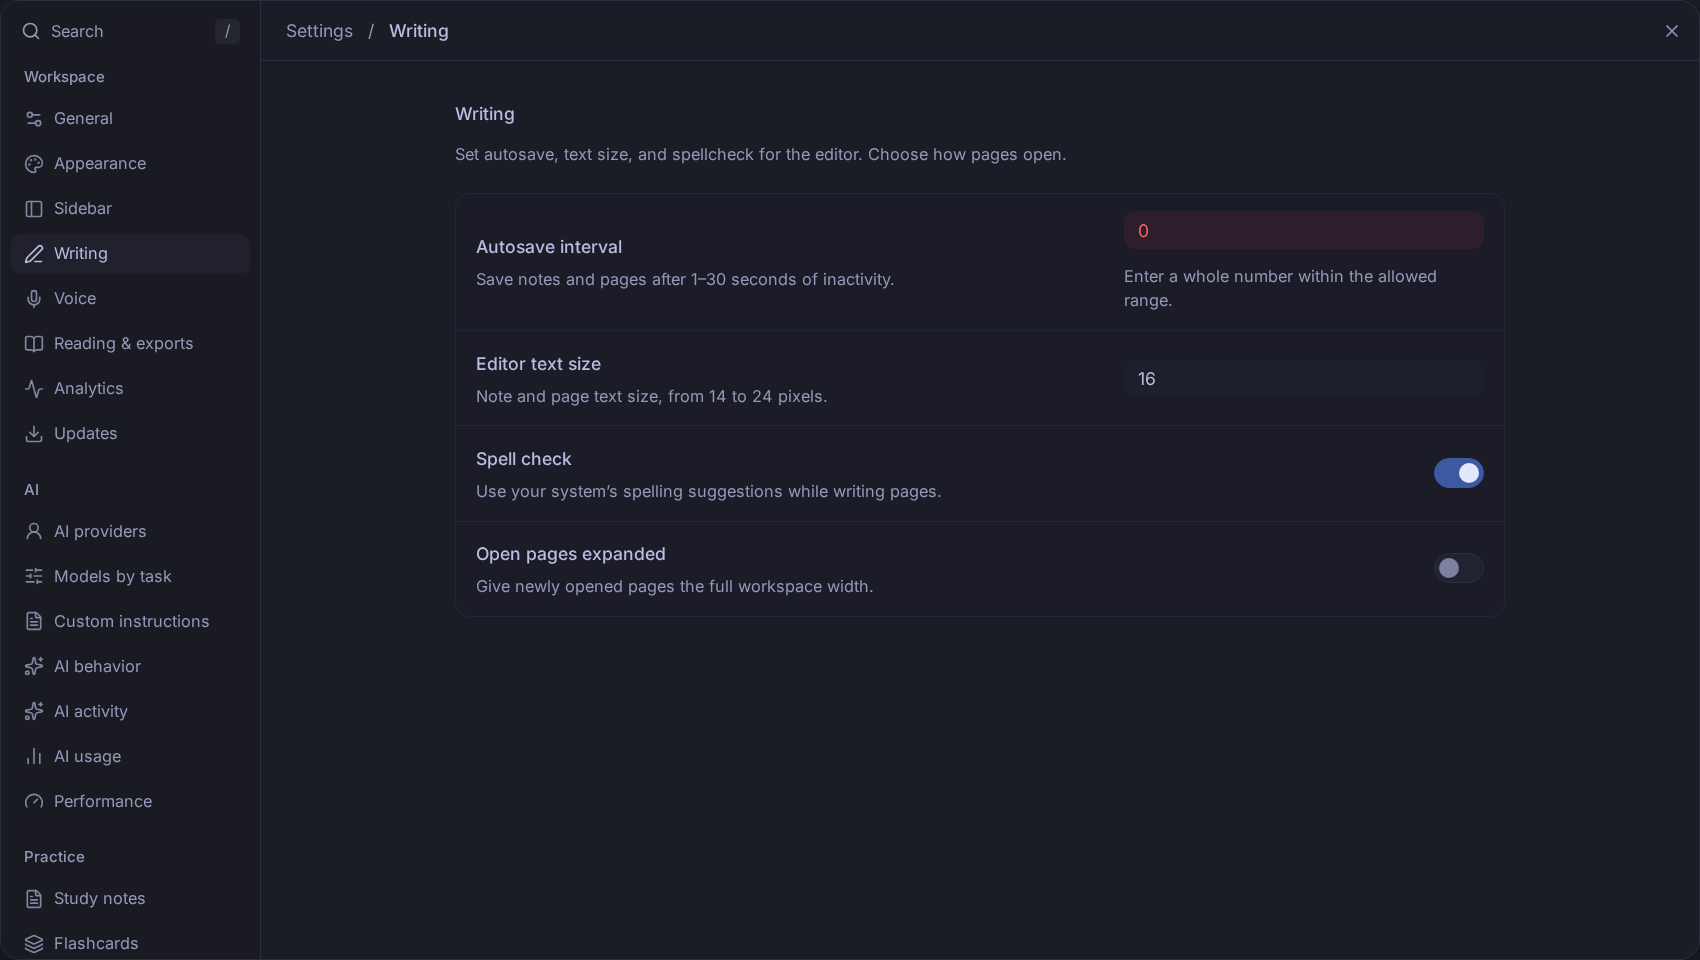 Search
/
Workspace
General
Appearance
Sidebar
Writing
Voice
Reading & exports
Analytics
Updates
AI
AI providers
Models by task
Custom instructions
AI behavior
AI activity
AI usage
Performance
Practice
Study notes
Flashcards
Settings / Writing
Writing
Set autosave, text size, and spellcheck for the editor. Choose how pages open.
Autosave interval
Save notes and pages after 1–30 seconds of inactivity.
0
Enter a whole number within the allowed
range.
Editor text size
Note and page text size, from 14 to 24 pixels.
16
Spell check
Use your system’s spelling suggestions while writing pages.
Open pages expanded
Give newly opened pages the full workspace width.